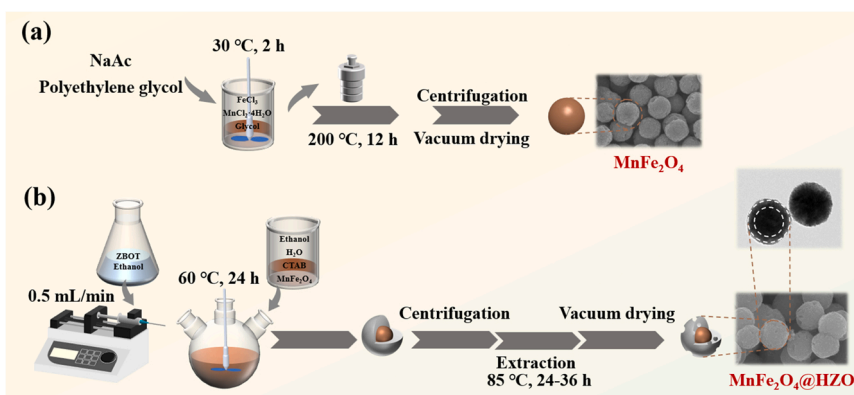 (a)
NaAc
Polyethylene glycol
30 ℃, 2 h
FeCl₃
MnCl₂·4H₂O
Glycol
200 ℃, 12 h
Centrifugation
Vacuum drying
MnFe₂O₄
(b)
ZBOT
Ethanol
0.5 mL/min
60 ℃, 24 h
Ethanol
H₂O
CTAB
MnFe₂O₄
Centrifugation
Extraction
85 ℃, 24-36 h
Vacuum drying
MnFe₂O₄@HZO